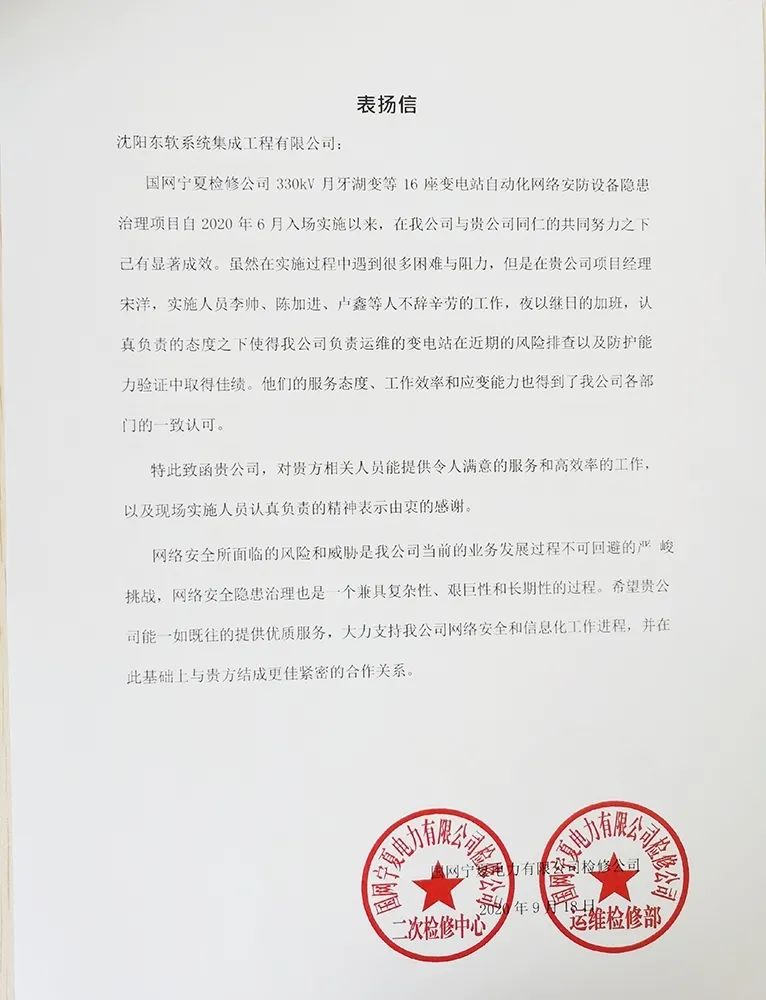 表扬信
沈阳东软系统集成工程有限公司：
国网宁夏检修公司 330kV 月牙湖变等 16 座变电站自动化网络安防设备隐患
治理项目自 2020 年 6 月入场实施以来，在我公司与贵公司同仁的共同努力之下
已有显著成效。虽然在实施过程中遇到很多困难与阻力，但是在贵公司项目经理
宋洋，实施人员李帅、陈加进、卢鑫等人不辞辛劳的工作，夜以继日的加班，认
真负责的态度之下使得我公司负责运维的变电站在近期的风险排查以及防护能
力验证中取得佳绩。他们的服务态度、工作效率和应变能力也得到了我公司各部
门的一致认可。
特此致函贵公司，对贵方相关人员能提供令人满意的服务和高效率的工作，
以及现场实施人员认真负责的精神表示由衷的感谢。
网络安全所面临的风险和威胁是我公司当前的业务发展过程不可回避的严 峻
挑战，网络安全隐患治理也是一个兼具复杂性、艰巨性和长期性的过程。希望贵公
司能一如既往的提供优质服务，大力支持我公司网络安全和信息化工作进程，并在
此基础上与贵方结成更佳紧密的合作关系。
国网宁夏电力有限公司检修公司
2020 年 9 月 18 日
国网宁夏电力有限公司检修公司
二次检修中心
国网宁夏电力有限公司检修公司
运维检修部